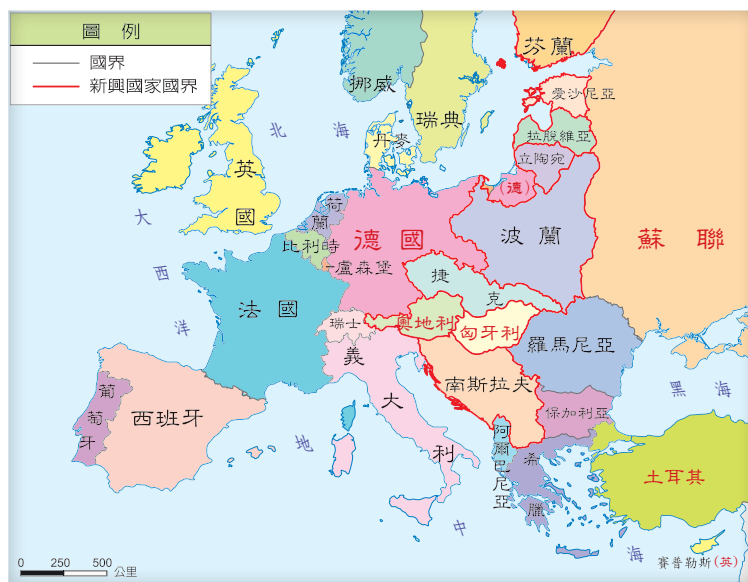 圖 例
國界
新興國家國界
挪威
瑞典
芬蘭
愛沙尼亞
拉脫維亞
立陶宛
(德)
丹麥
北海
英國
荷蘭
比利時
盧森堡
德國
波蘭
蘇聯
大西洋
法國
捷克
瑞士
奧地利
匈牙利
羅馬尼亞
義大利
南斯拉夫
黑海
保加利亞
葡萄牙
西班牙
阿爾巴尼亞
希臘
土耳其
地中海
賽普勒斯(英)
0 250 500 公里